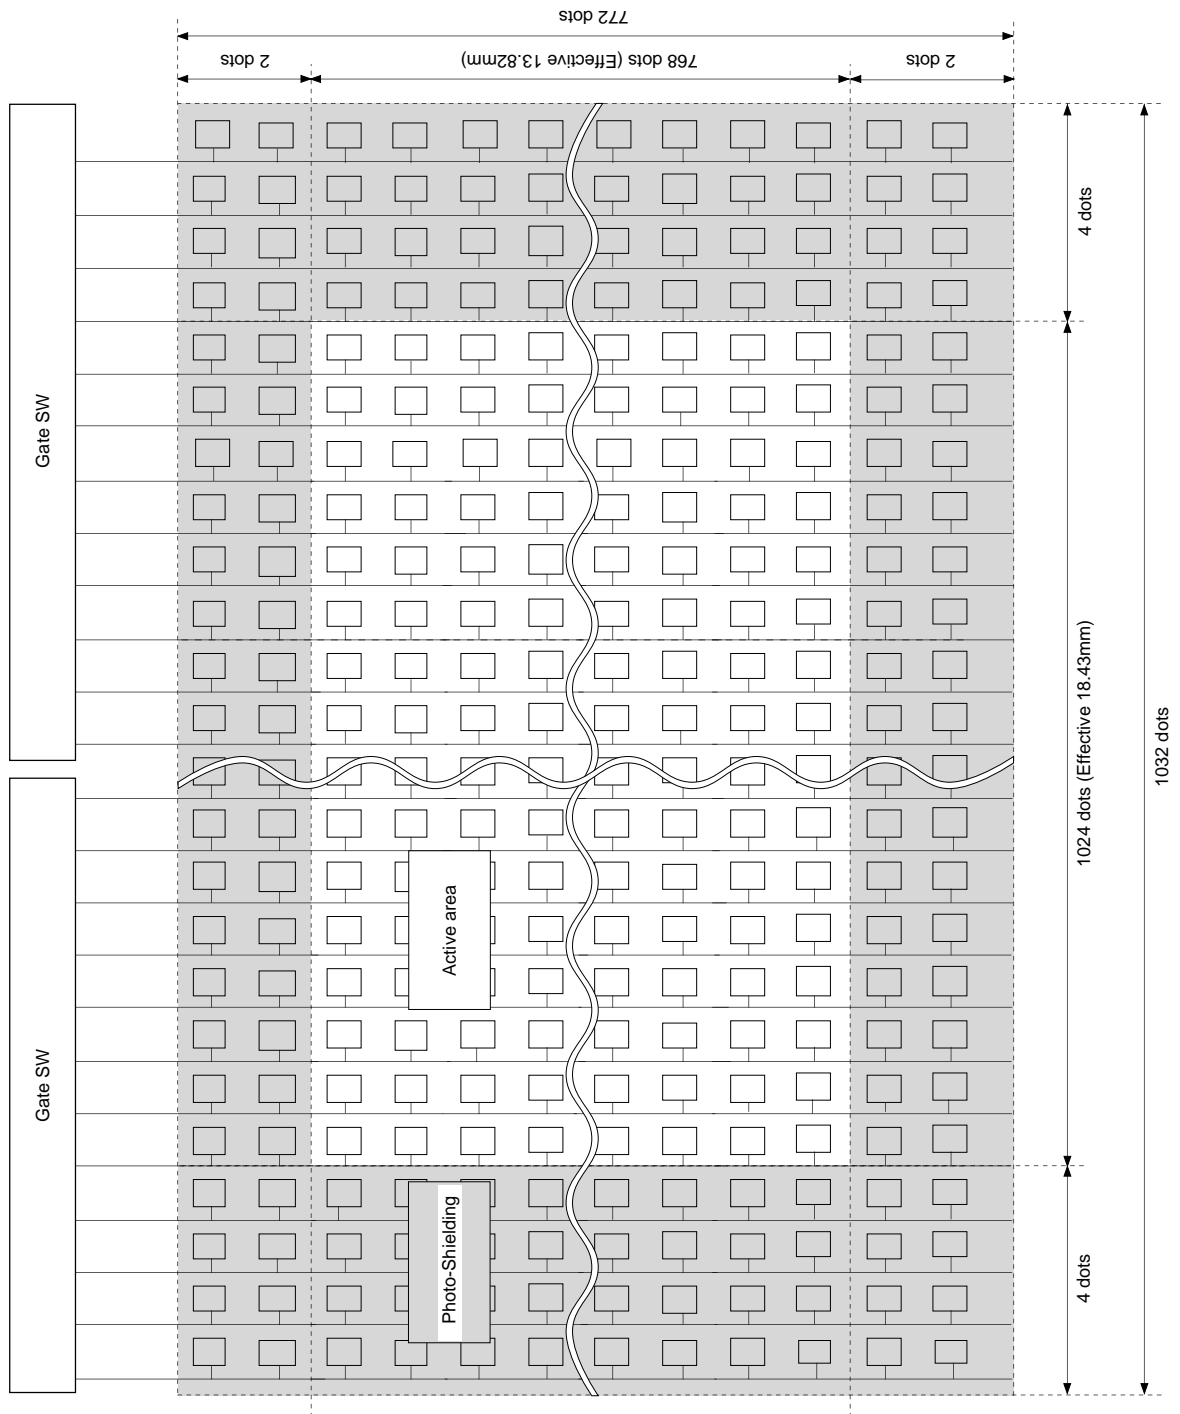 772 dots
2 dots
768 dots (Effective 13.82mm)
2 dots
Gate SW
4 dots
1024 dots (Effective 18.43mm)
1032 dots
Active area
Gate SW
Photo-Shielding
4 dots